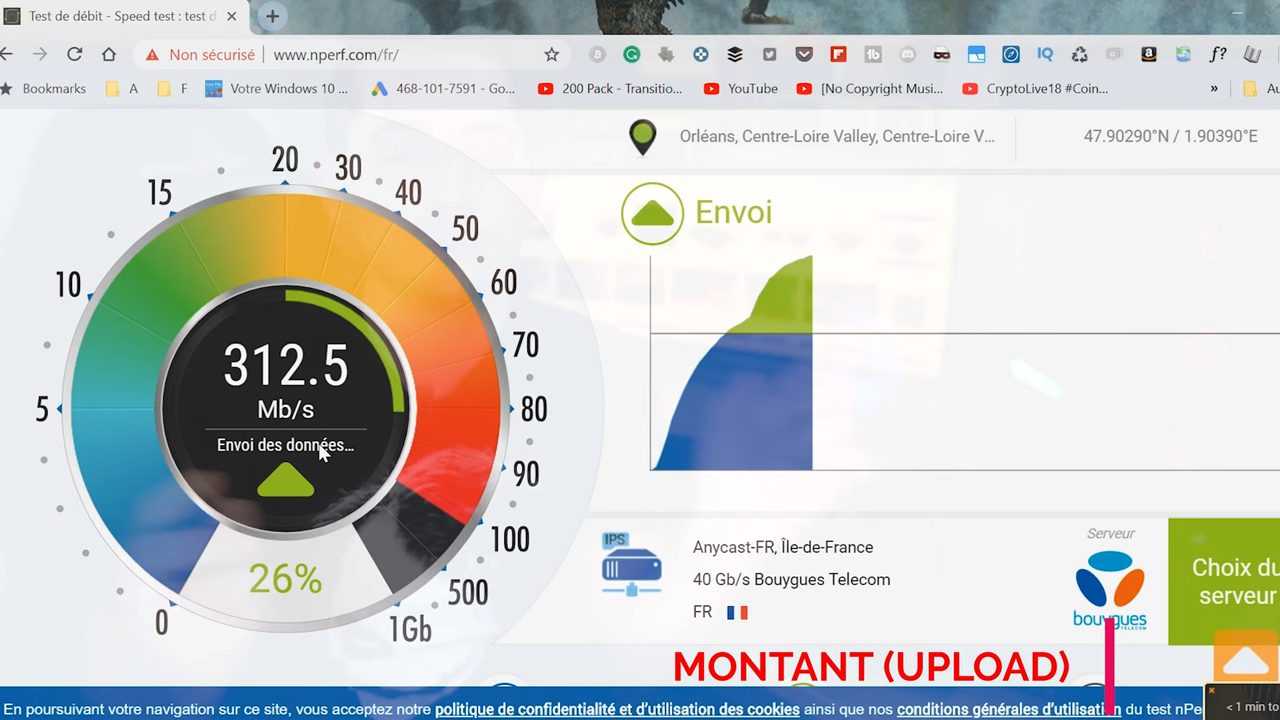 Test de débit - Speed test : test d
Non sécurisé
www.nperf.com/fr/
Bookmarks
A
F
Votre Windows 10 ...
468-101-7591 - Go...
200 Pack - Transitio...
YouTube
[No Copyright Musi...
CryptoLive18 #Coin...
»
Au
Orléans, Centre-Loire Valley, Centre-Loire V...
47.90290°N / 1.90390°E
Envoi
0
5
10
15
20
30
40
50
60
70
80
90
100
500
1Gb
312.5
Mb/s
Envoi des données...
26%
IPS
Anycast-FR, Île-de-France
40 Gb/s Bouygues Telecom
FR
Serveur
bouygues
TELECOM
Choix du
serveur
MONTANT (UPLOAD)
En poursuivant votre navigation sur ce site, vous acceptez notre politique de confidentialité et d'utilisation des cookies ainsi que nos conditions générales d'utilisation du test nPe
< 1 min to